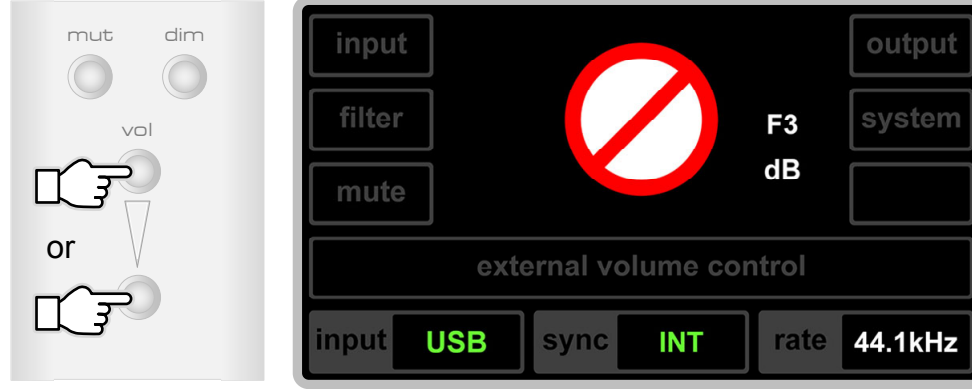 mut dim
vol
or
input
filter
mute
F3
dB
output
system
external volume control
input USB sync INT rate 44.1kHz